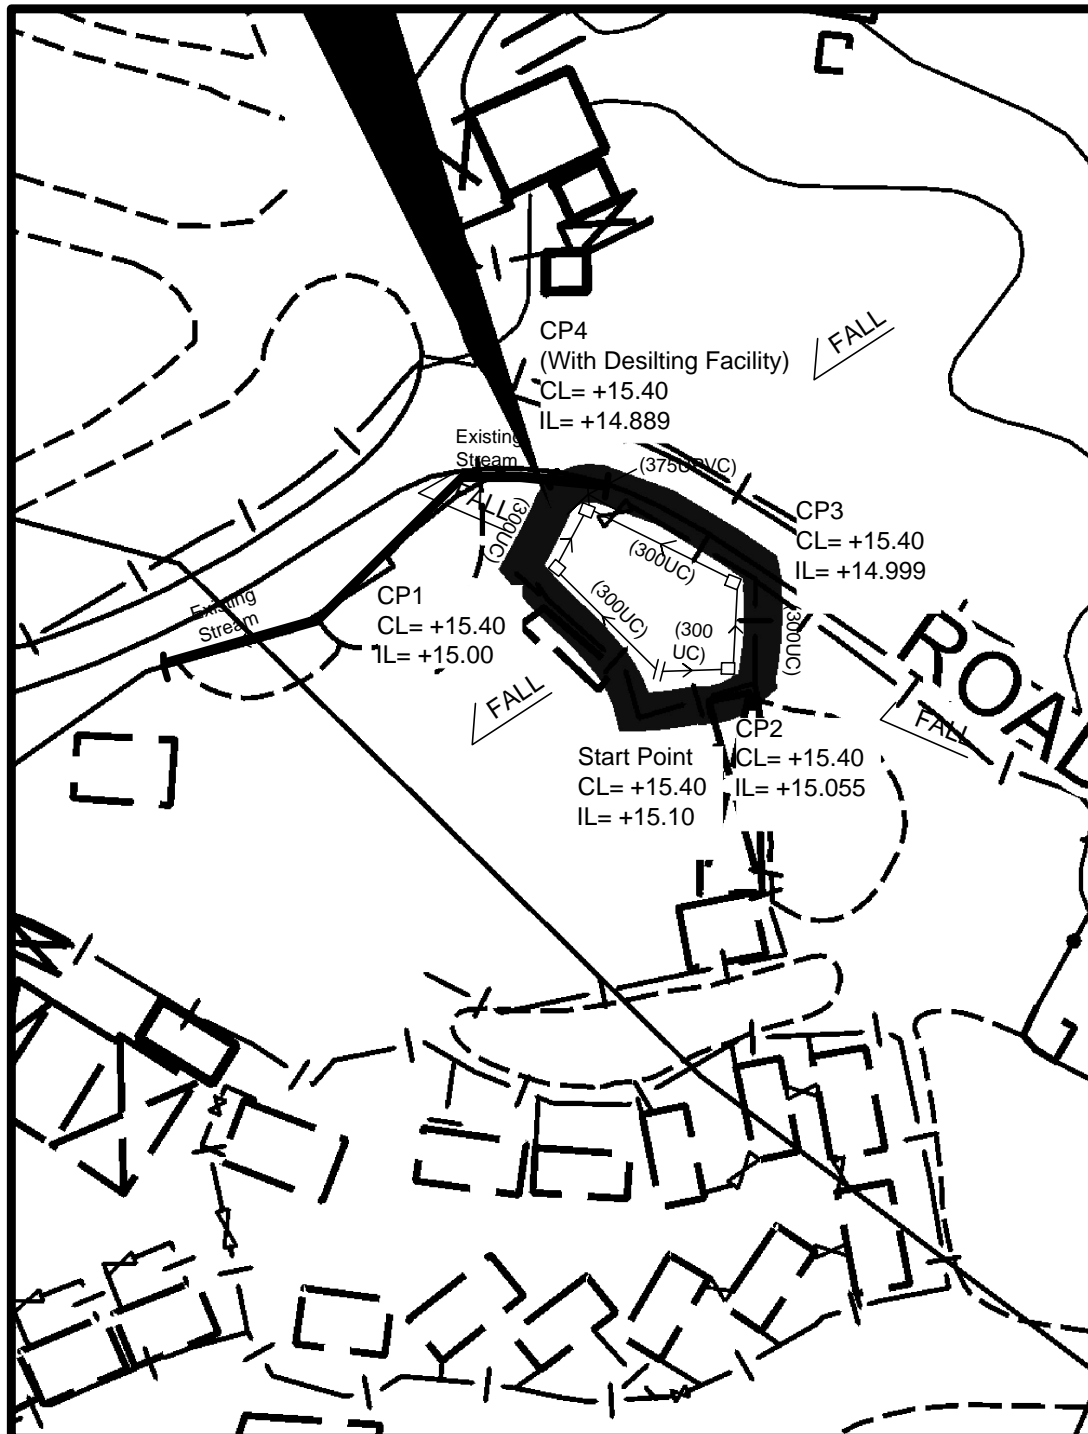 FALL
CP4
(With Desilting Facility)
CL= +15.40
IL= +14.889
Existing
Stream
(375UPVC)
FALL
(300UC)
CP3
CL= +15.40
IL= +14.999
(300UC)
Existing
Stream
CP1
CL= +15.40
IL= +15.00
(300UC)
(300
UC)
(300UC)
ROAD
FALL
FALL
Start Point
CL= +15.40
IL= +15.10
CP2
CL= +15.40
IL= +15.055